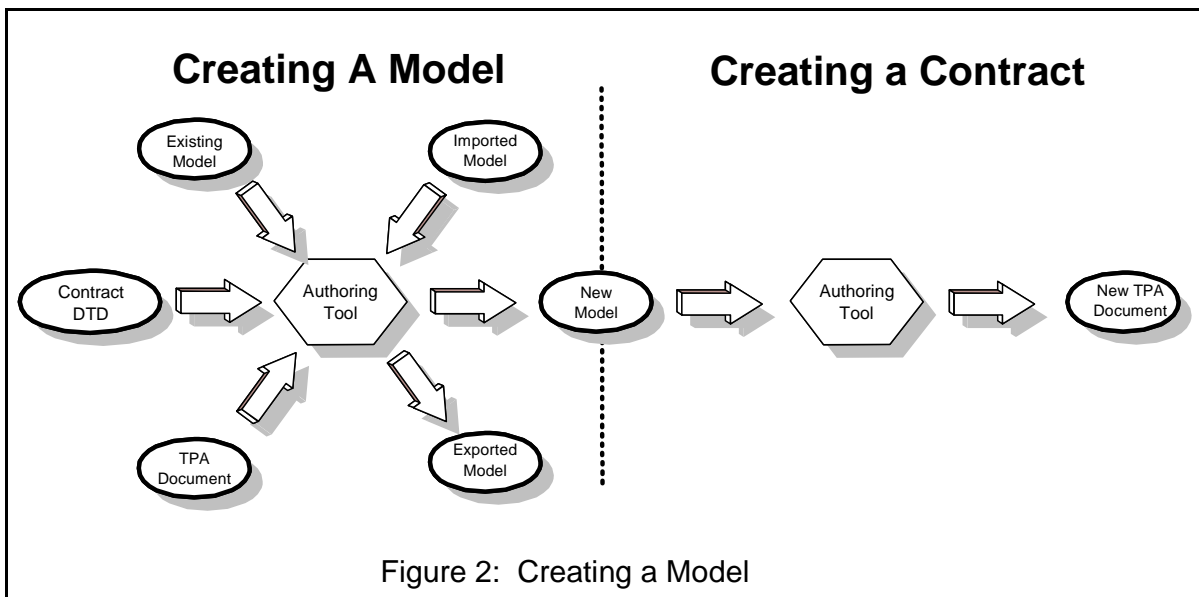 Creating A Model
Creating a Contract
Existing
Model
Imported
Model
Contract
DTD
Authoring
Tool
New
Model
Authoring
Tool
New TPA
Document
TPA
Document
Exported
Model
Figure 2: Creating a Model